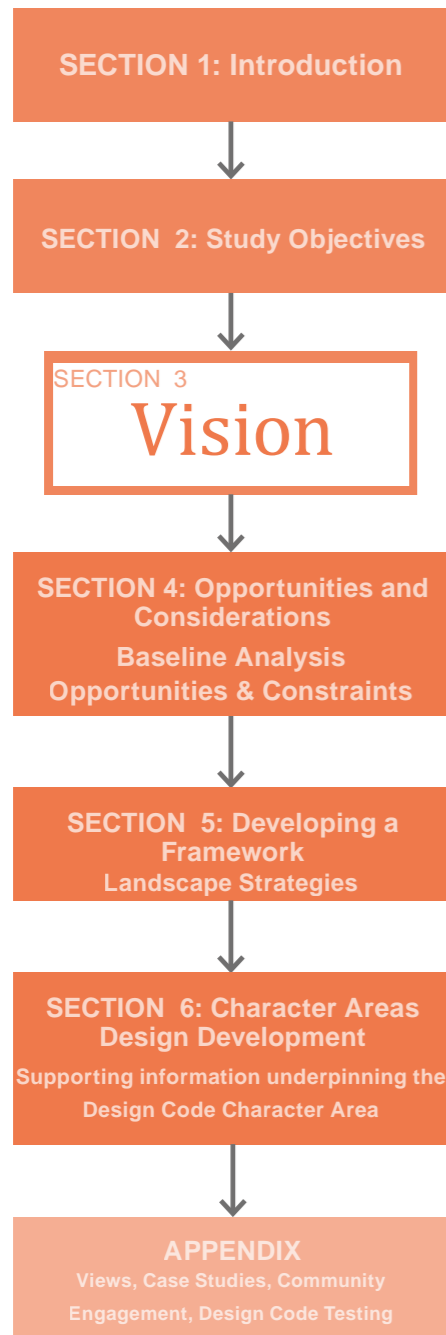 SECTION 1: Introduction
SECTION 2: Study Objectives
SECTION 3
Vision
SECTION 4: Opportunities and
Considerations
Baseline Analysis
Opportunities & Constraints
SECTION 5: Developing a
Framework
Landscape Strategies
SECTION 6: Character Areas
Design Development
Supporting information underpinning the
Design Code Character Area
APPENDIX
Views, Case Studies, Community
Engagement, Design Code Testing